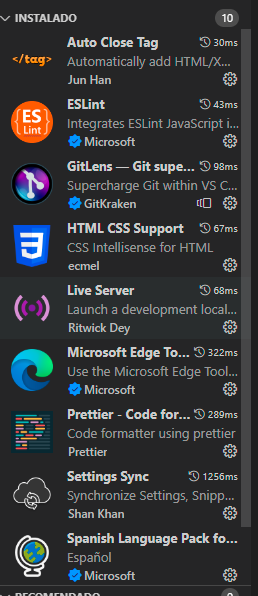 INSTALADO 10
Auto Close Tag 30ms
</tag> Automatically add HTML/X...
Jun Han
ESLint 43ms
ES Lint Integrates ESLint JavaScript i...
Microsoft
GitLens — Git supe... 98ms
Supercharge Git within VS C...
GitKraken
HTML CSS Support 67ms
CSS Intellisense for HTML
ecmel
Live Server 68ms
Launch a development local...
Ritwick Dey
Microsoft Edge To... 322ms
Use the Microsoft Edge Tool...
Microsoft
Prettier - Code for... 289ms
Code formatter using prettier
Prettier
Settings Sync 1256ms
Synchronize Settings, Snipp...
Shan Khan
Spanish Language Pack fo...
Español
Microsoft
RECOMENDADO